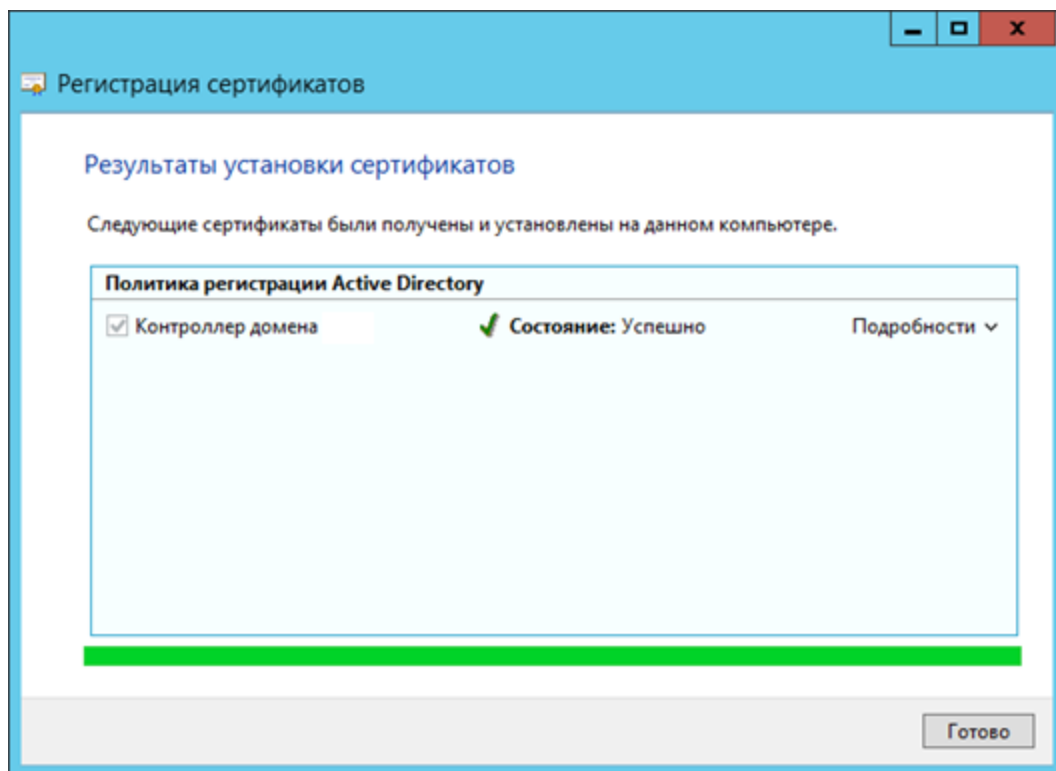 Регистрация сертификатов
Результаты установки сертификатов
Следующие сертификаты были получены и установлены на данном компьютере.
Политика регистрации Active Directory
Контроллер домена Состояние: Успешно Подробности
Готово